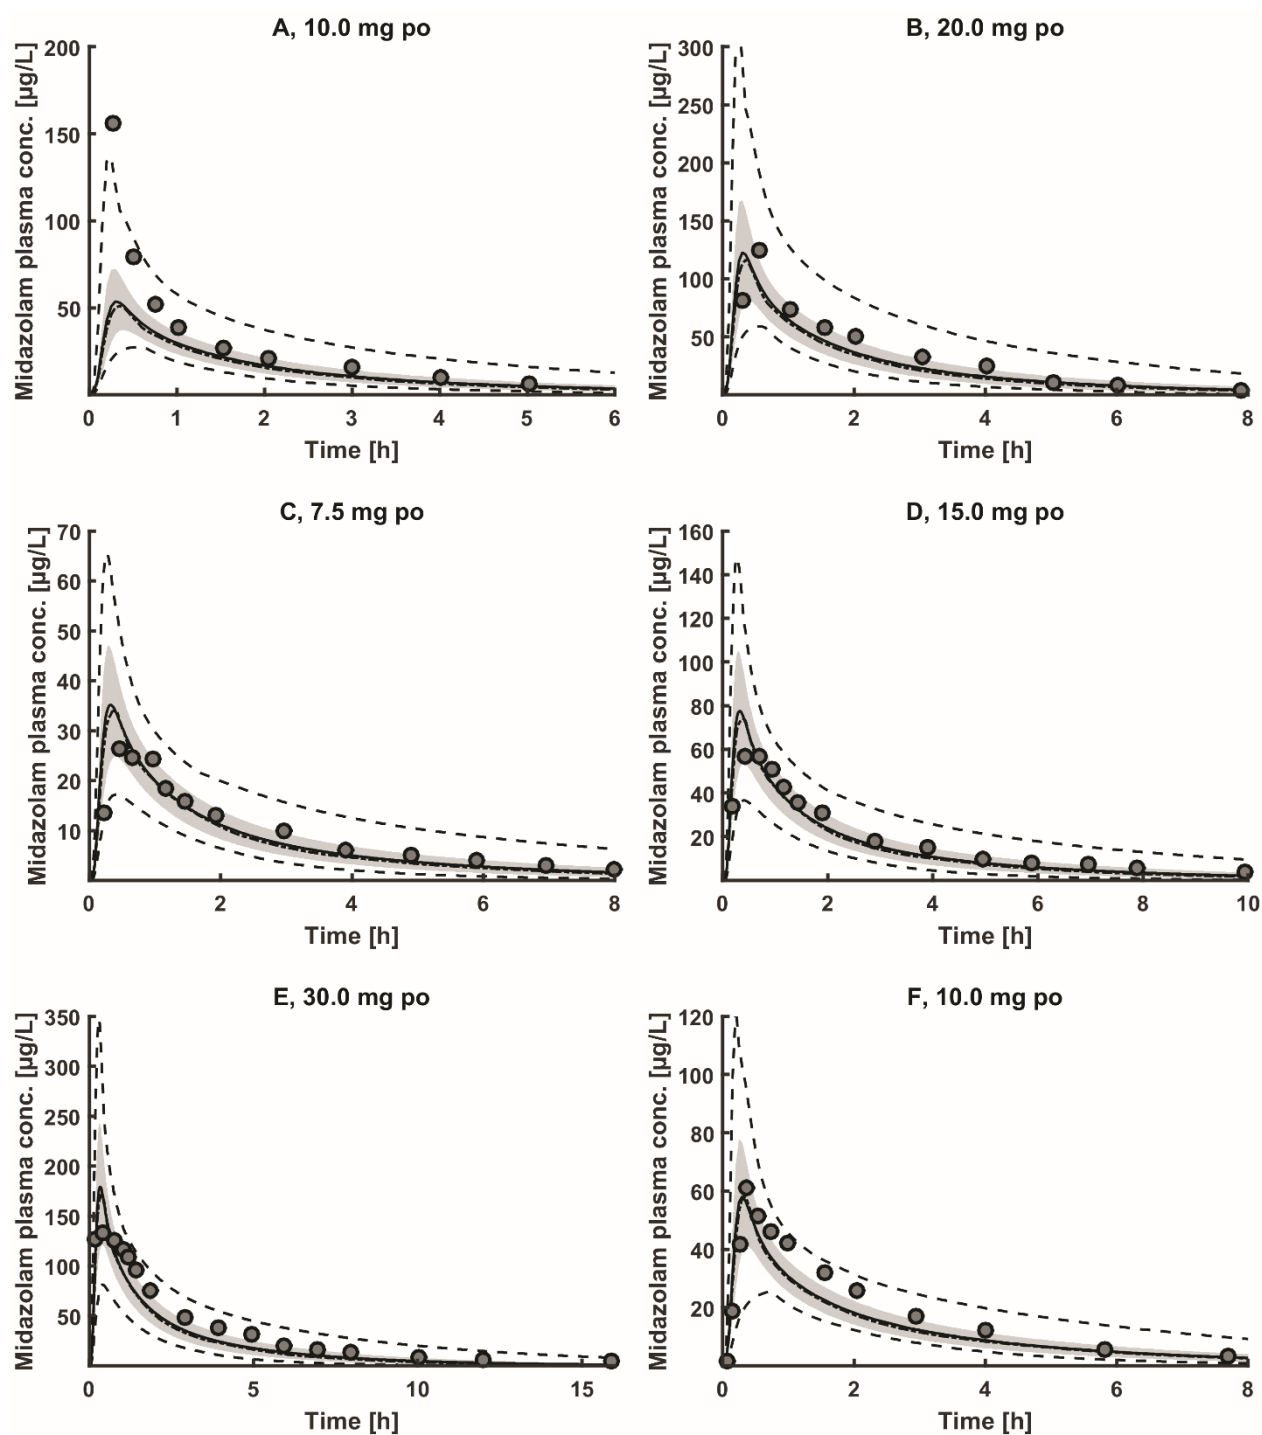 A, 10.0 mg po
Midazolam plasma conc. [µg/L]
200
150
100
50
0 1 2 3 4 5 6
Time [h]
B, 20.0 mg po
Midazolam plasma conc. [µg/L]
300
250
200
150
100
50
0 2 4 6 8
Time [h]
C, 7.5 mg po
Midazolam plasma conc. [µg/L]
70
60
50
40
30
20
10
0 2 4 6 8
Time [h]
D, 15.0 mg po
Midazolam plasma conc. [µg/L]
160
140
120
100
80
60
40
20
0 2 4 6 8 10
Time [h]
E, 30.0 mg po
Midazolam plasma conc. [µg/L]
350
300
250
200
150
100
50
0 5 10 15
Time [h]
F, 10.0 mg po
Midazolam plasma conc. [µg/L]
120
100
80
60
40
20
0 2 4 6 8
Time [h]